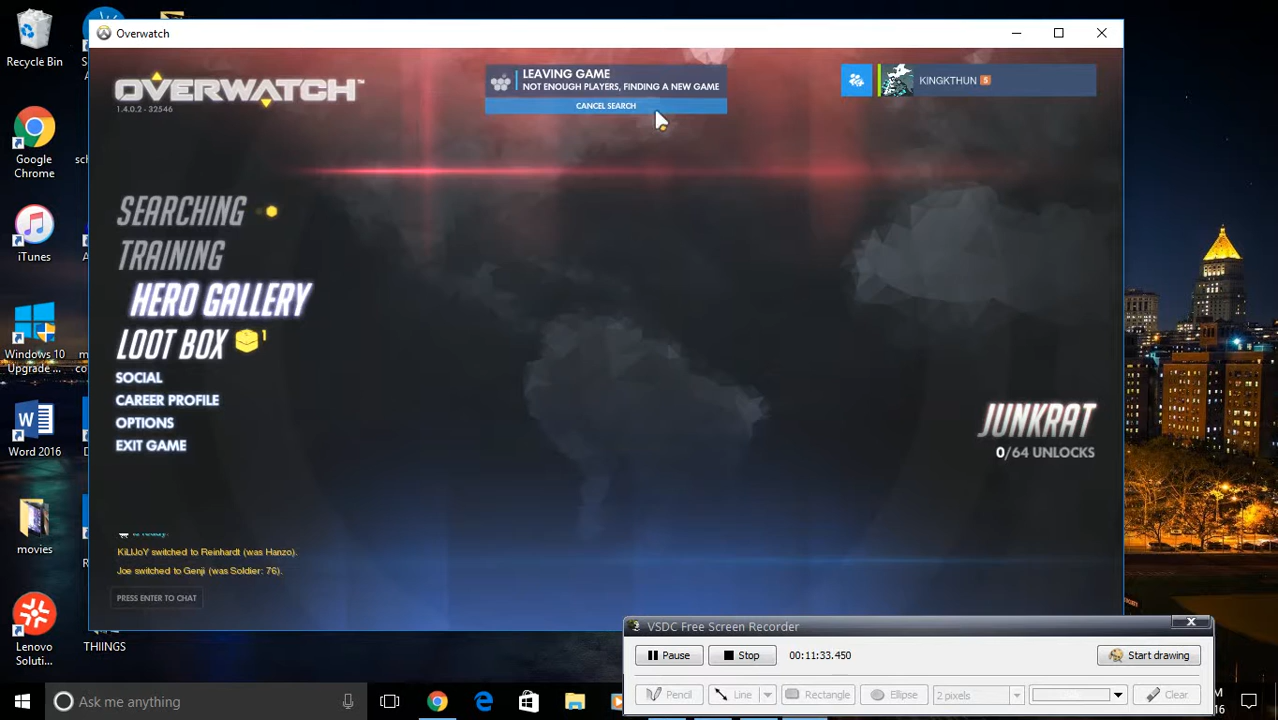 Recycle Bin
Google
Chrome
iTunes
Windows 10
Upgrade ...
Word 2016
movies
Lenovo
Soluti...
THINGS
Overwatch
OVERWATCH™
1.4.0.2 - 32546
LEAVING GAME
NOT ENOUGH PLAYERS, FINDING A NEW GAME
CANCEL SEARCH
KINGKTHUN 5
SEARCHING
TRAINING
HERO GALLERY
LOOT BOX 1
SOCIAL
CAREER PROFILE
OPTIONS
EXIT GAME
JUNKRAT
0/64 UNLOCKS
KiLlJoY switched to Reinhardt (was Hanzo).
Joe switched to Genji (was Soldier: 76).
PRESS ENTER TO CHAT
VSDC Free Screen Recorder
Pause
Stop
00:11:33.450
Start drawing
Pencil
Line
Rectangle
Ellipse
2 pixels
Clear
Ask me anything